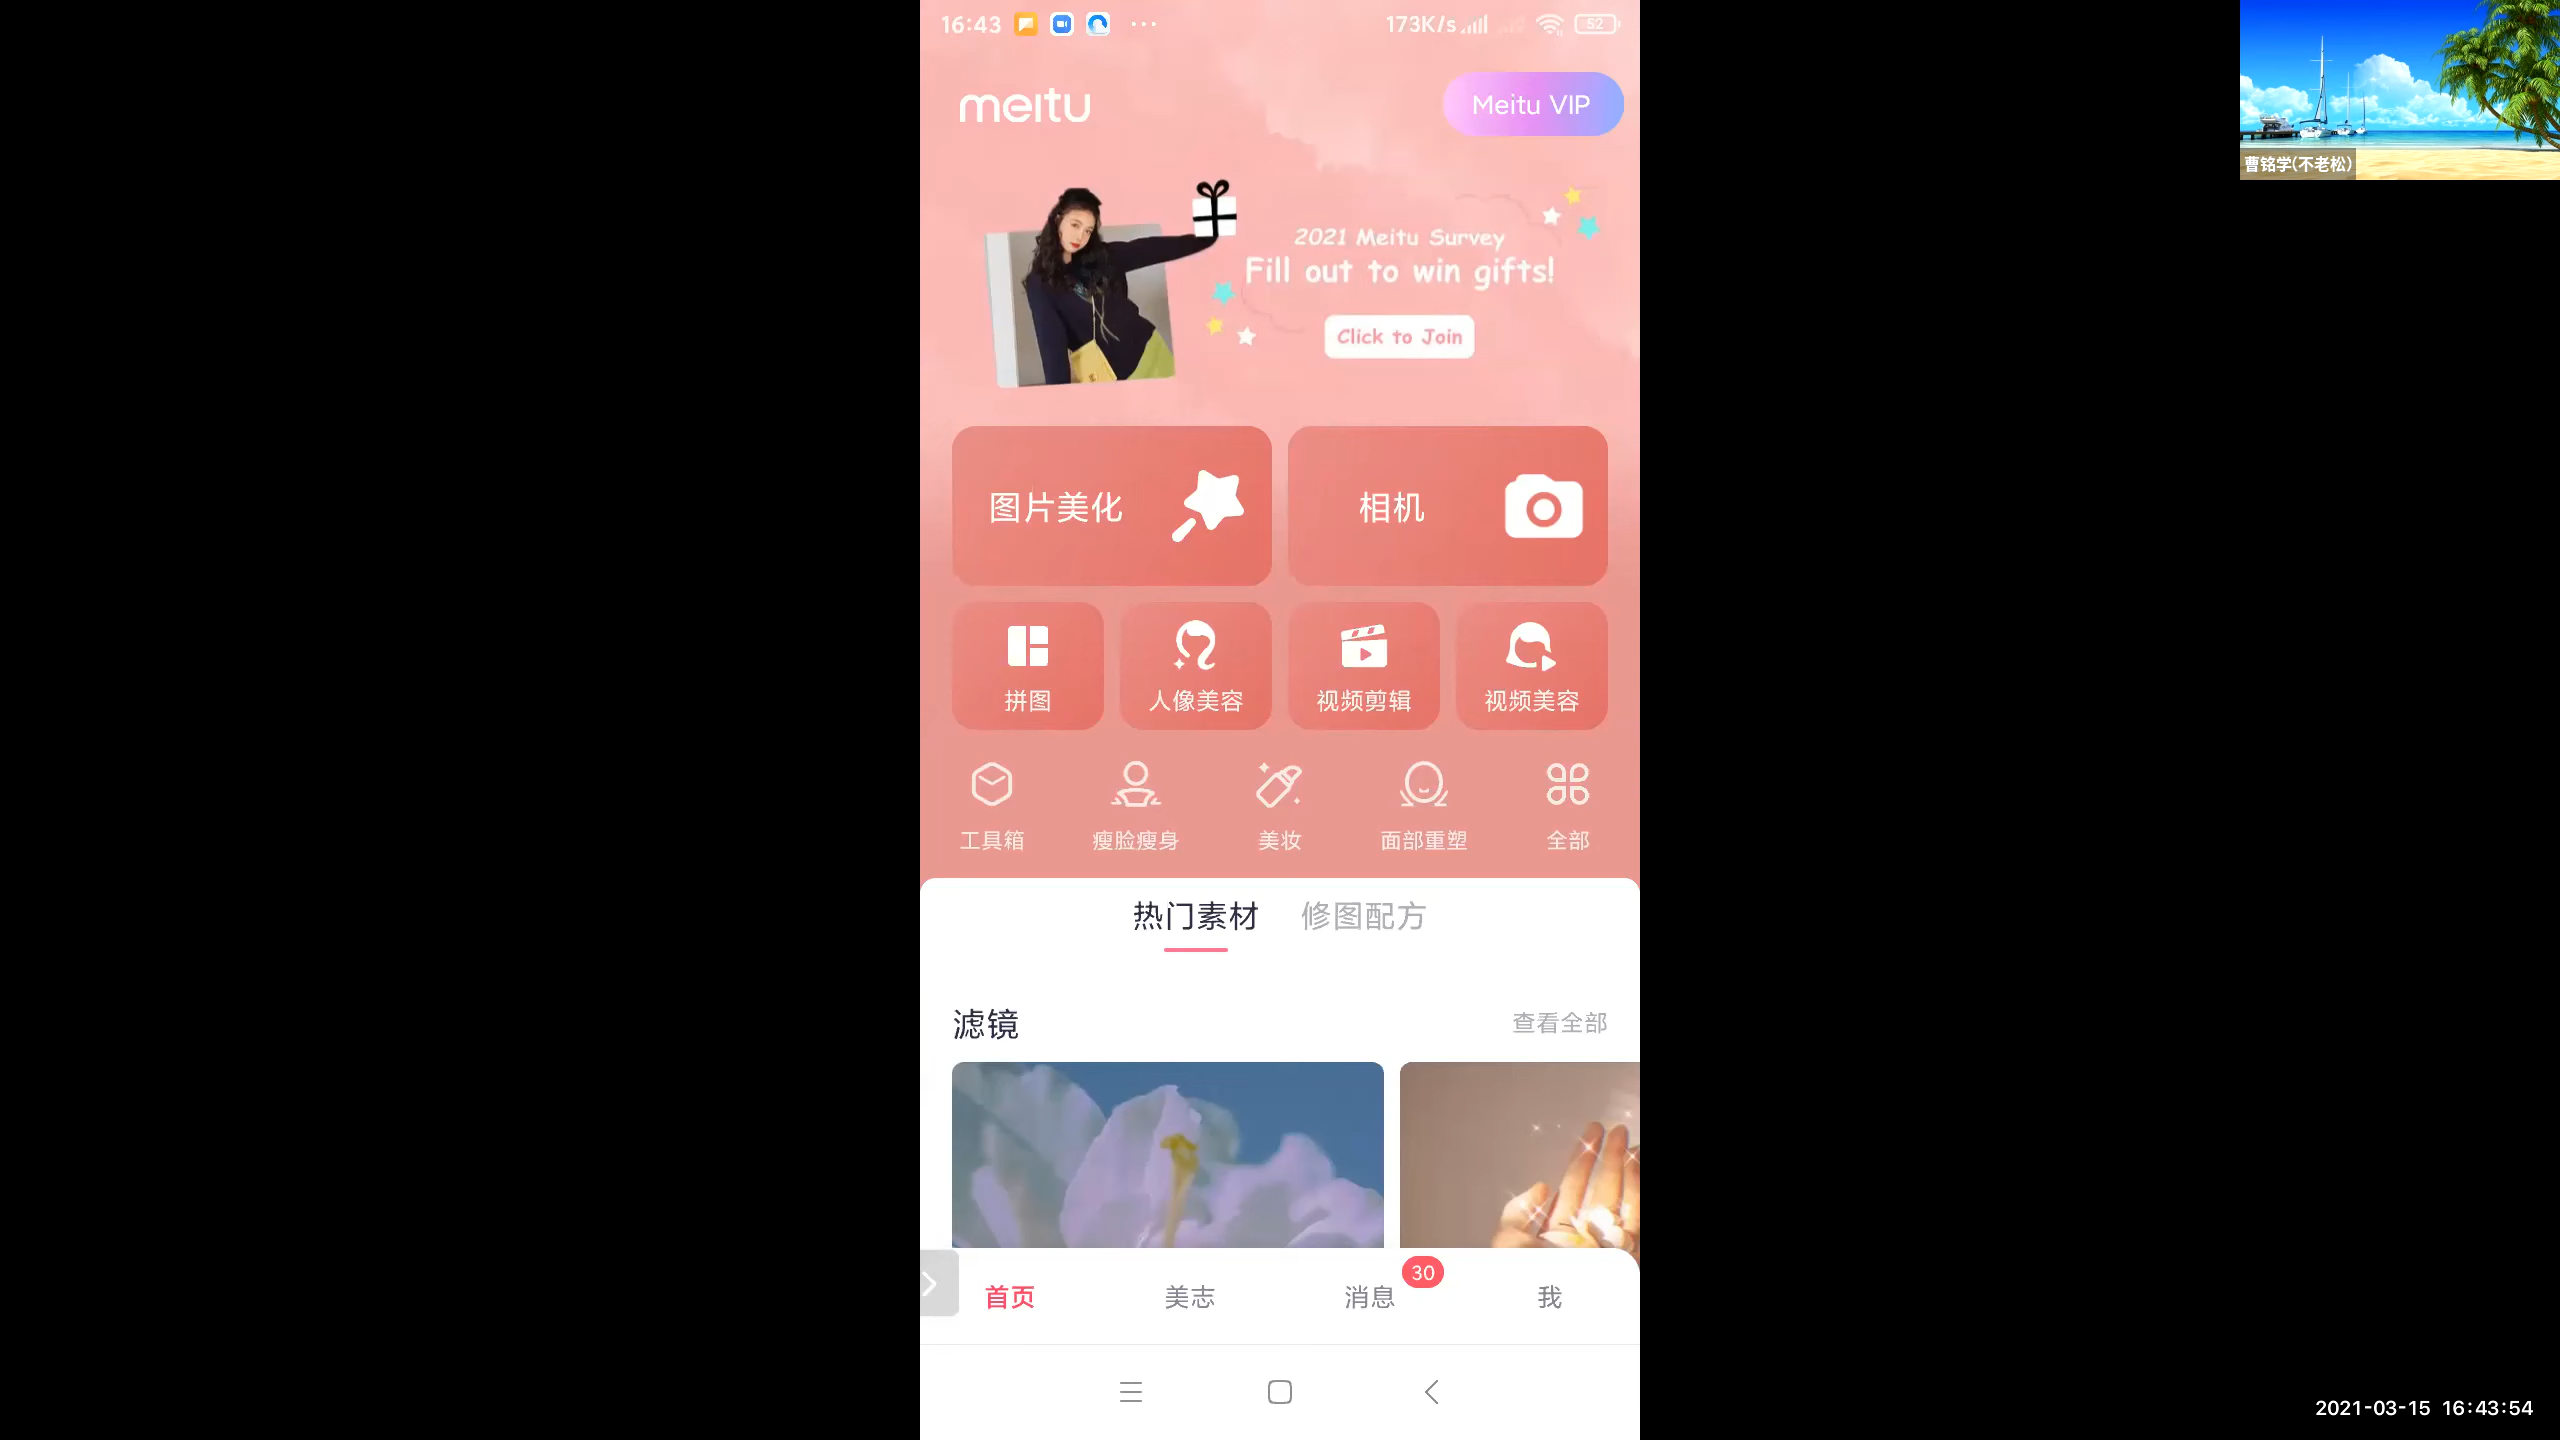 16:43
173K/s
52
meitu
Meitu VIP
2021 Meitu Survey
Fill out to win gifts!
Click to Join
图片美化
相机
拼图
人像美容
视频剪辑
视频美容
工具箱
瘦脸瘦身
美妆
面部重塑
全部
热门素材
修图配方
滤镜
查看全部
首页
美志
消息
30
我
曹铭学(不老松)
2021-03-15 16:43:54